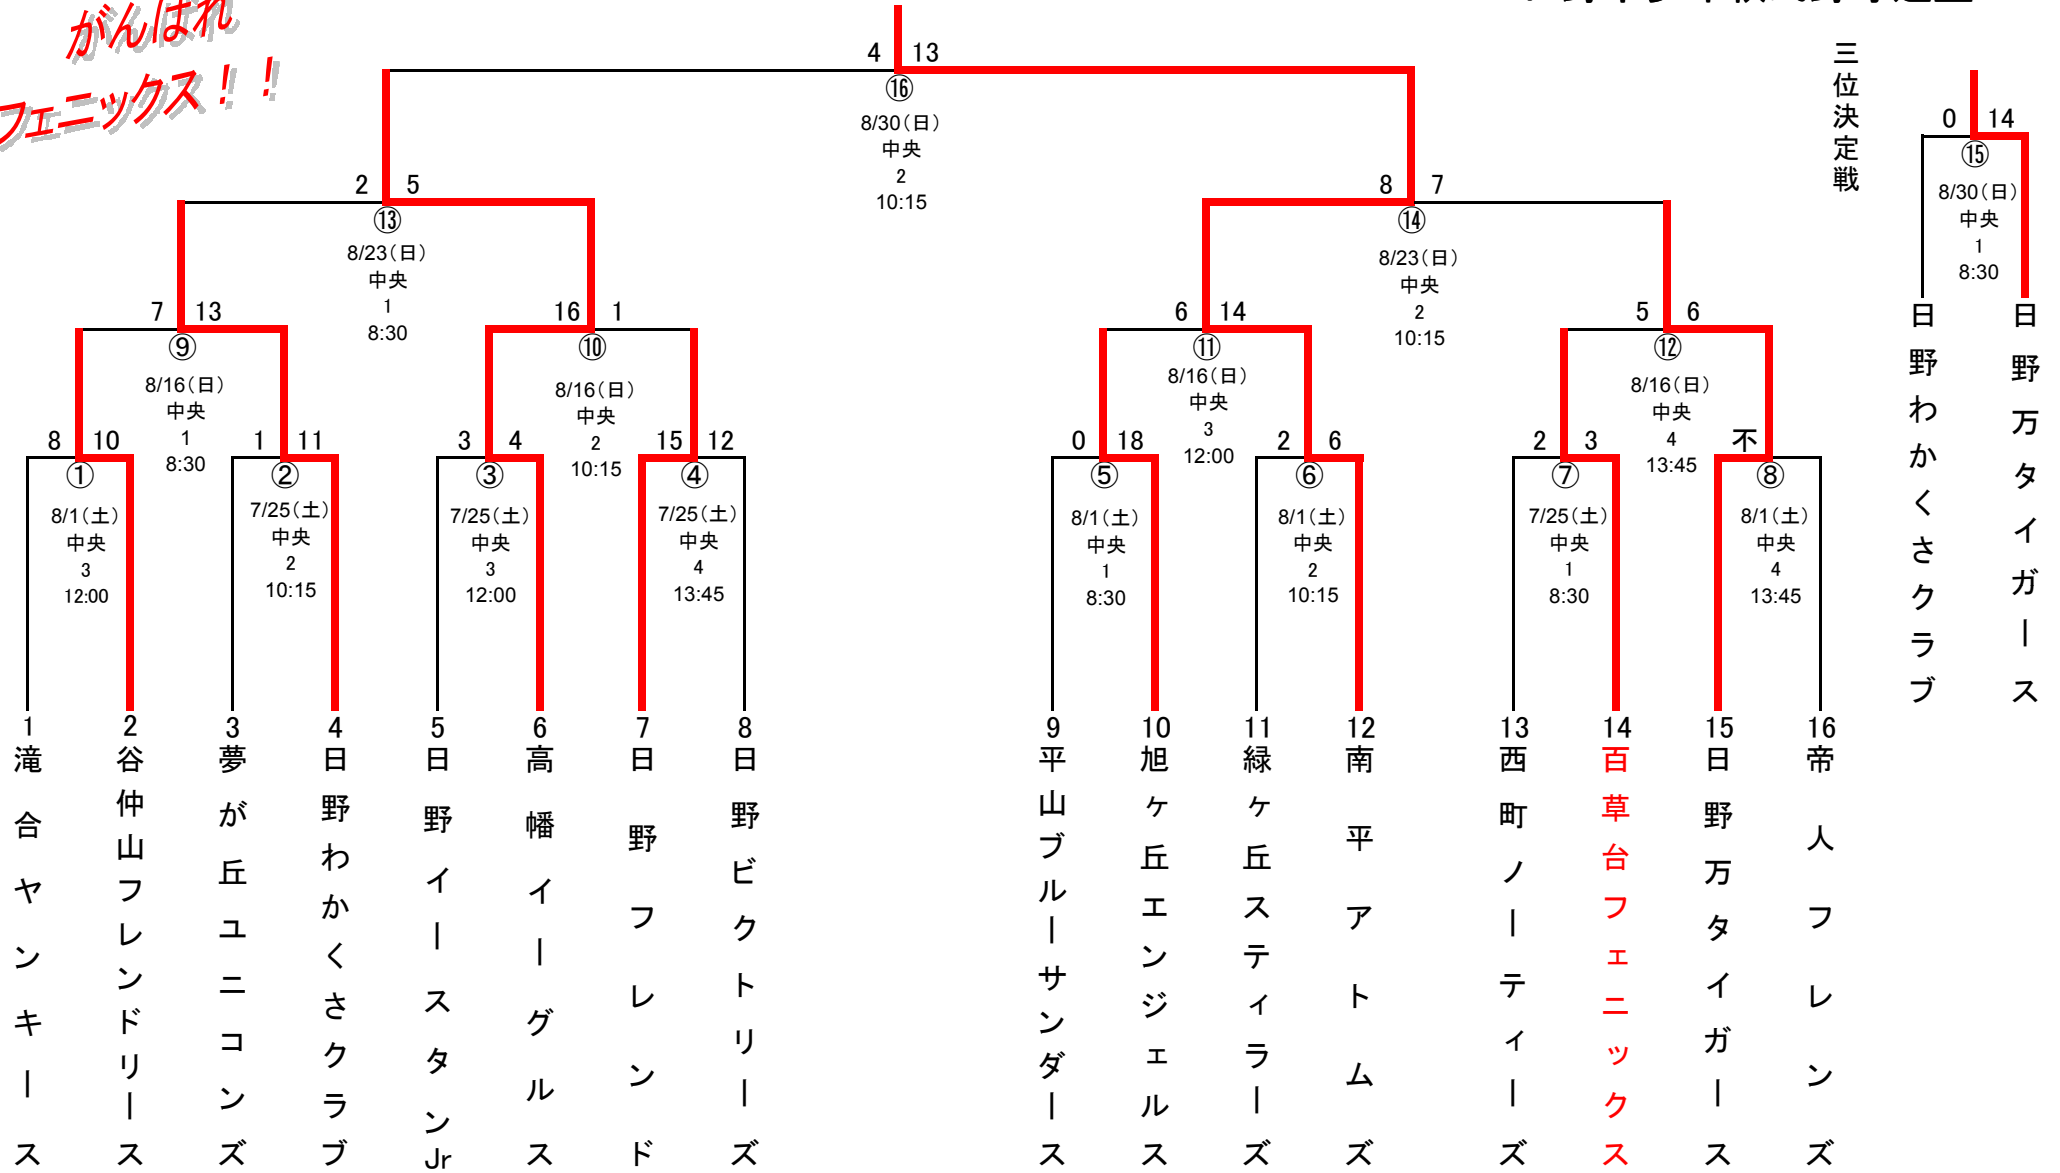 がんばれ
フェニックス！！
4 13
⑯
8/30（日）
中央
2
10:15
三位決定戦
0 14
⑮
8/30（日）
中央
1
8:30
日野わかくさクラブ
日野万タイガース
2 5
⑬
8/23（日）
中央
1
8:30
8 7
⑭
8/23（日）
中央
2
10:15
7 13
⑨
8/16（日）
中央
1
8:30
16 1
⑩
8/16（日）
中央
2
10:15
6 14
⑪
8/16（日）
中央
3
12:00
5 6
⑫
8/16（日）
中央
4
13:45
8 10
①
8/1（土）
中央
3
12:00
1 11
②
7/25（土）
中央
2
10:15
3 4
③
7/25（土）
中央
3
12:00
15 12
④
7/25（土）
中央
4
13:45
0 18
⑤
8/1（土）
中央
1
8:30
2 6
⑥
8/1（土）
中央
2
10:15
2 3
⑦
7/25（土）
中央
1
8:30
不
⑧
8/1（土）
中央
4
13:45
1
滝合ヤンキース
2
谷仲山フレンドリース
3
夢が丘ユニコンズ
4
日野わかくさクラブ
5
日野イースタンJr
6
高幡イーグルス
7
日野フレンド
8
日野ビクトリーズ
9
平山ブルーサンダース
10
旭ヶ丘エンジェルス
11
緑ヶ丘スティラーズ
12
南平アトムズ
13
西町ノーティーズ
14
百草台フェニックス
15
日野万タイガース
16
帝人フレンズ